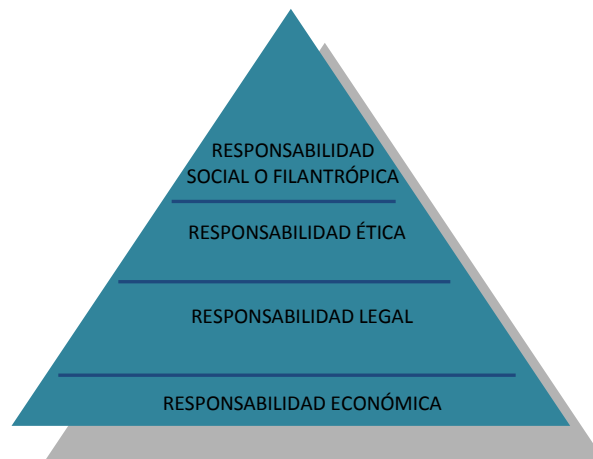 RESPONSABILIDAD
SOCIAL O FILANTRÓPICA
RESPONSABILIDAD ÉTICA
RESPONSABILIDAD LEGAL
RESPONSABILIDAD ECONÓMICA